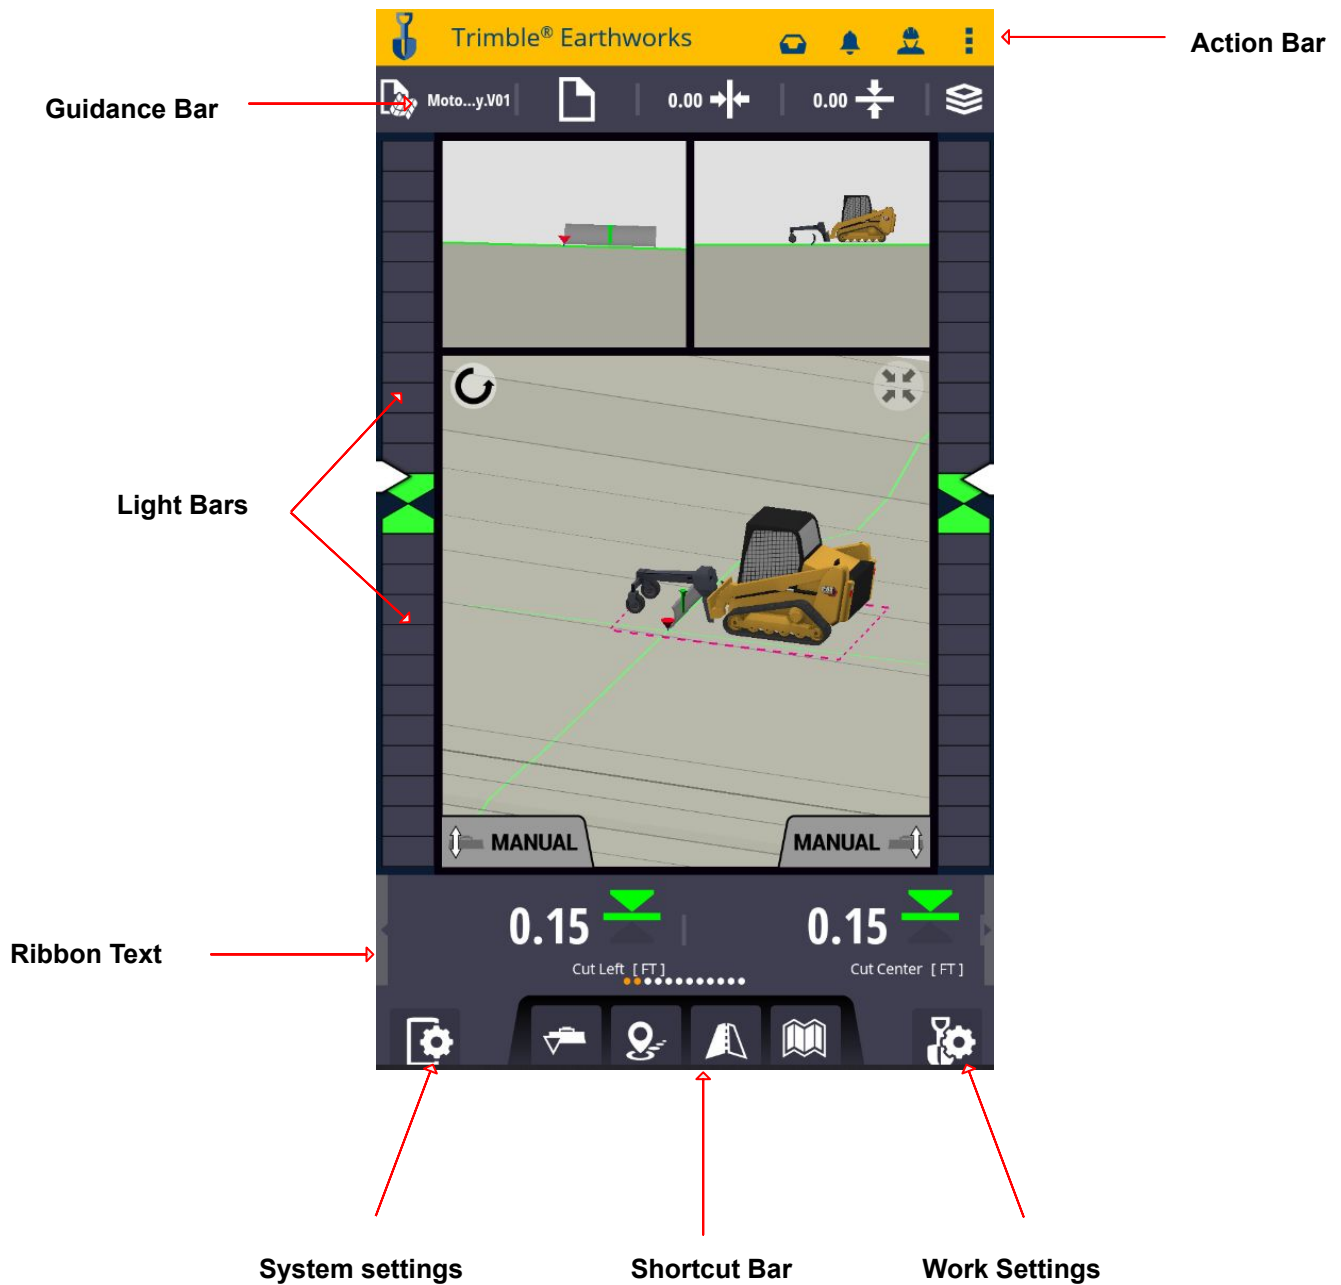 Trimble® Earthworks
Action Bar
Guidance Bar
Moto...y.V01
0.00
0.00
Light Bars
MANUAL
MANUAL
0.15
0.15
Ribbon Text
Cut Left [ FT ]
Cut Center [ FT ]
System settings
Shortcut Bar
Work Settings